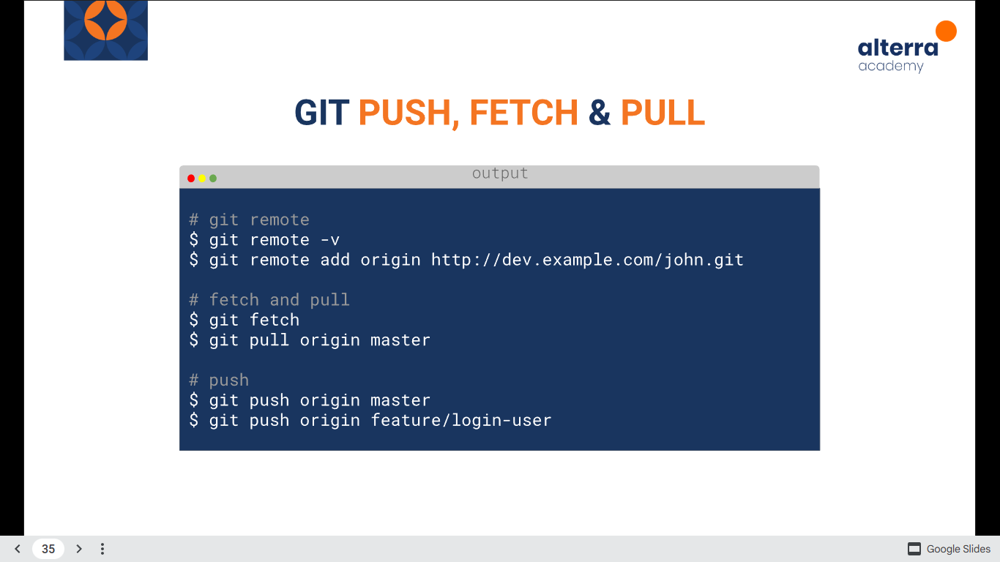 alterra
academy
GIT PUSH, FETCH & PULL
output
# git remote
$ git remote -v
$ git remote add origin http://dev.example.com/john.git
# fetch and pull
$ git fetch
$ git pull origin master
# push
$ git push origin master
$ git push origin feature/login-user
35
Google Slides